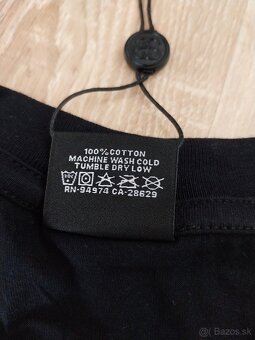 100% COTTON
MACHINE WASH COLD
TUMBLE DRY LOW
RN-94974 CA-28629
Bazos.sk